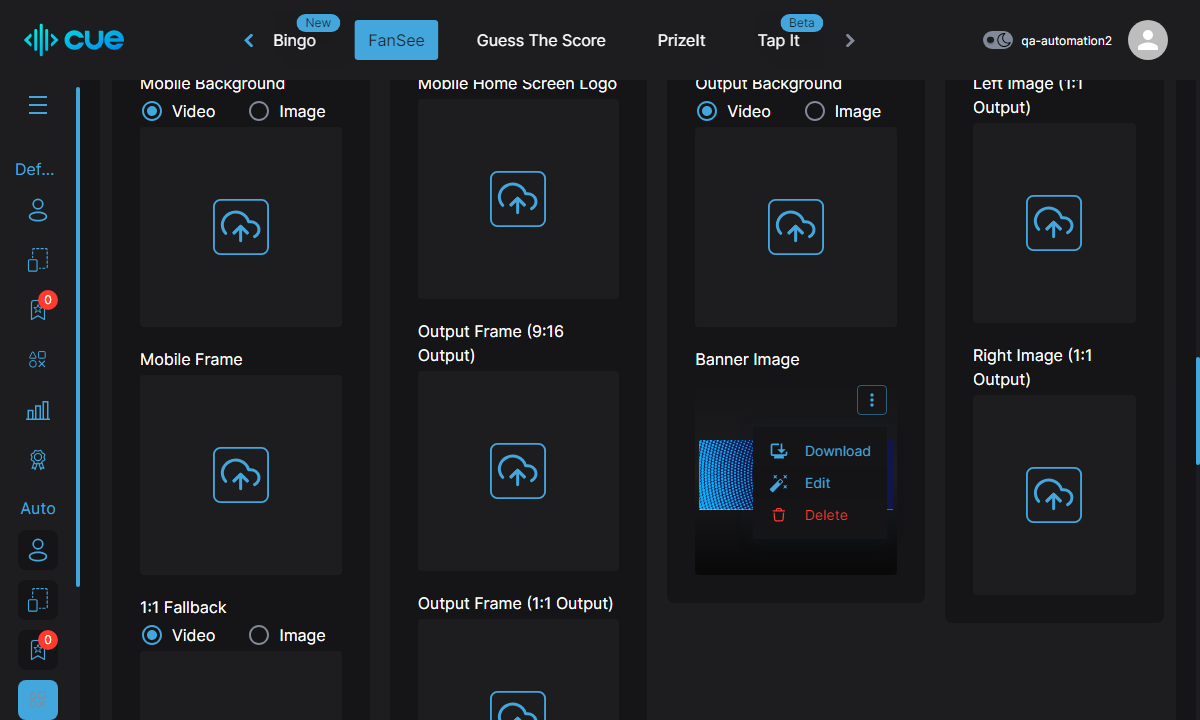 cue
New
Bingo
FanSee
Guess The Score
PrizeIt
Beta
Tap It
qa-automation2
Def...
0
Auto
0
Mobile Background
Video
Image
Mobile Frame
1:1 Fallback
Video
Image
Mobile Home Screen Logo
Output Frame (9:16
Output)
Output Frame (1:1 Output)
Output Background
Video
Image
Banner Image
Download
Edit
Delete
Left Image (1:1
Output)
Right Image (1:1
Output)